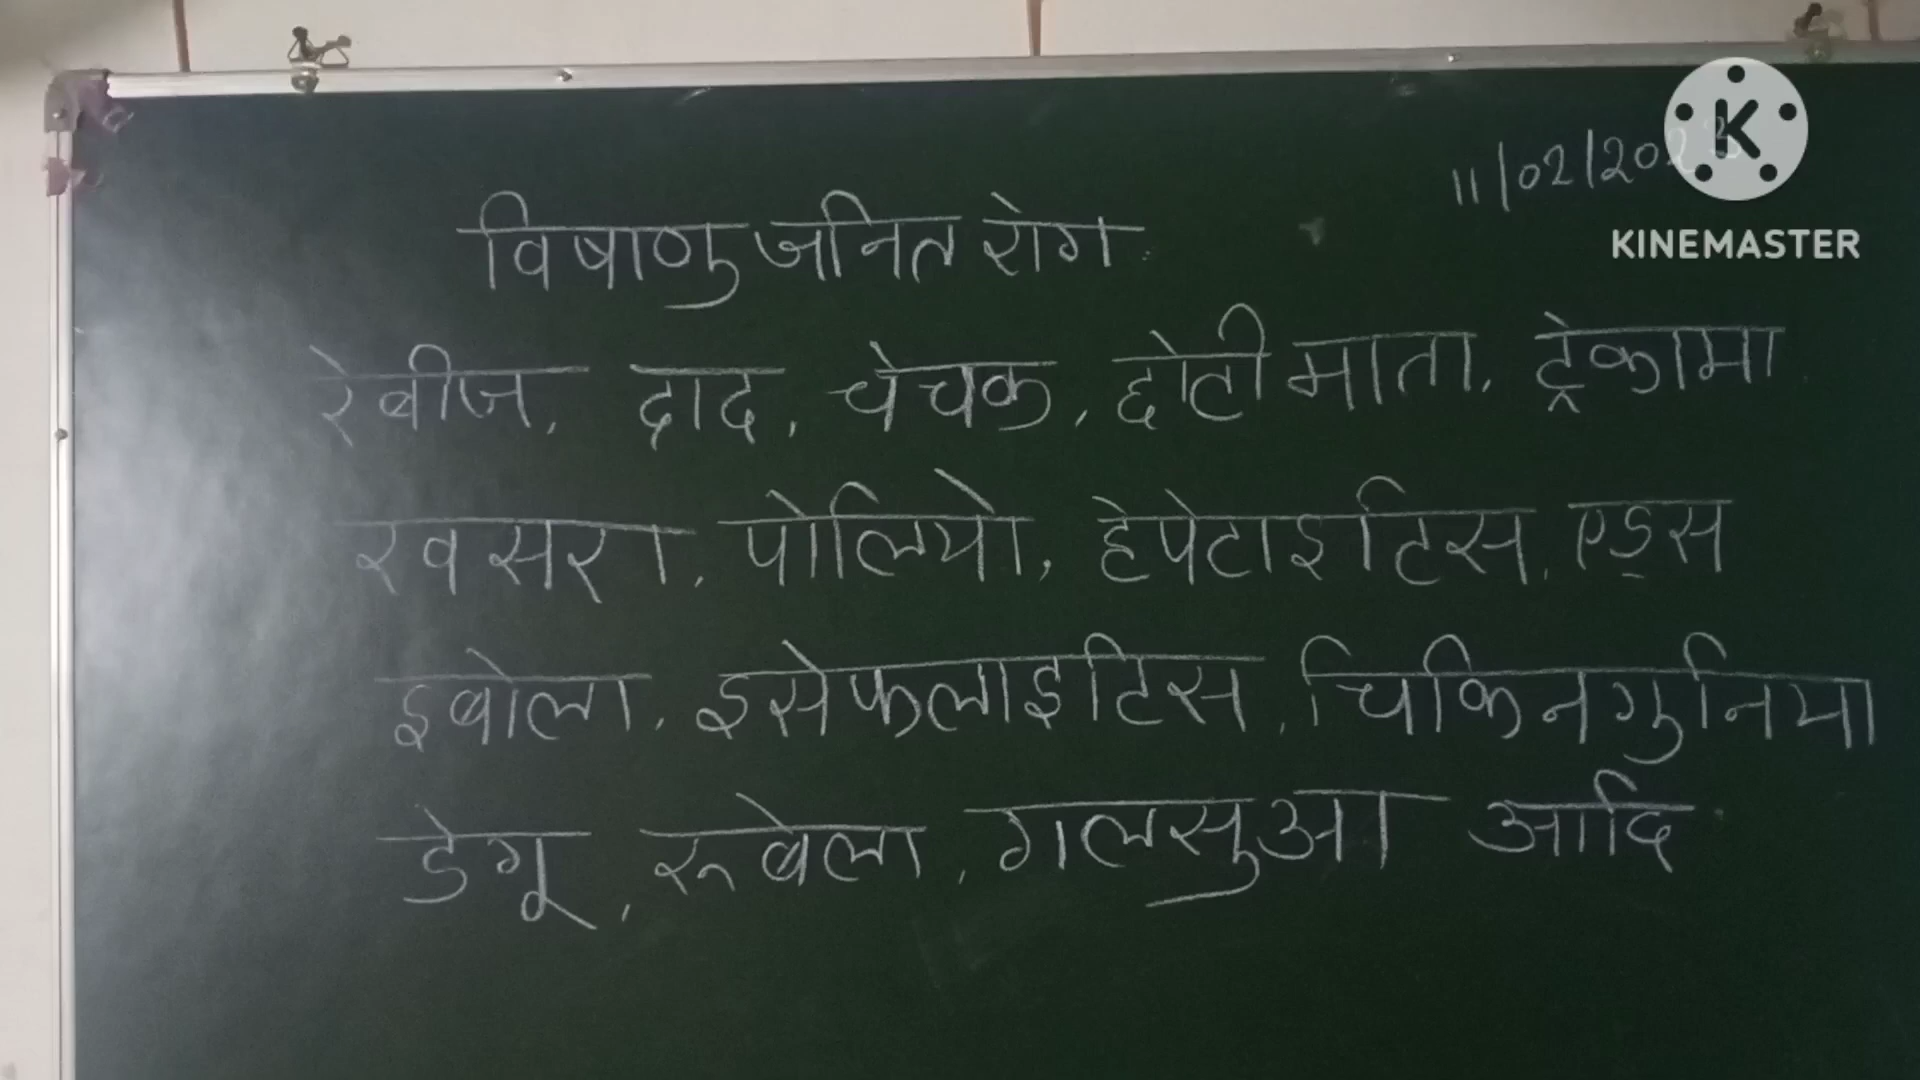 11/02/202
KINEMASTER
विषाणु जनित रोग
रेबीज, द्राद, चेचक, छोटी माता, ट्रेकामा
खसरा, पोलियो, हेपेटाइटिस, एड्स
इबोला, इसेफलाइटिस, चिकिनगुनिया
डेगू, रूबेला, गलसुआ आदि